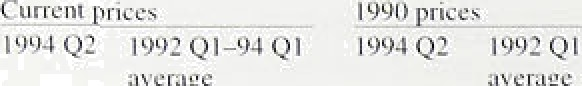 Current prices 1990 prices
1994 Q2 1992 Q1–94 Q1 1994 Q2 1992 Q1
average average